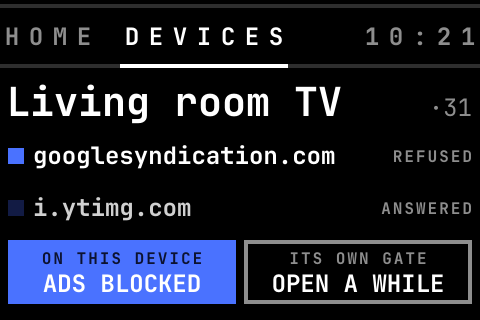 HOME DEVICES 10:21
Living room TV ·31
googlesyndication.com REFUSED
i.ytimg.com ANSWERED
ON THIS DEVICE ITS OWN GATE
ADS BLOCKED OPEN A WHILE